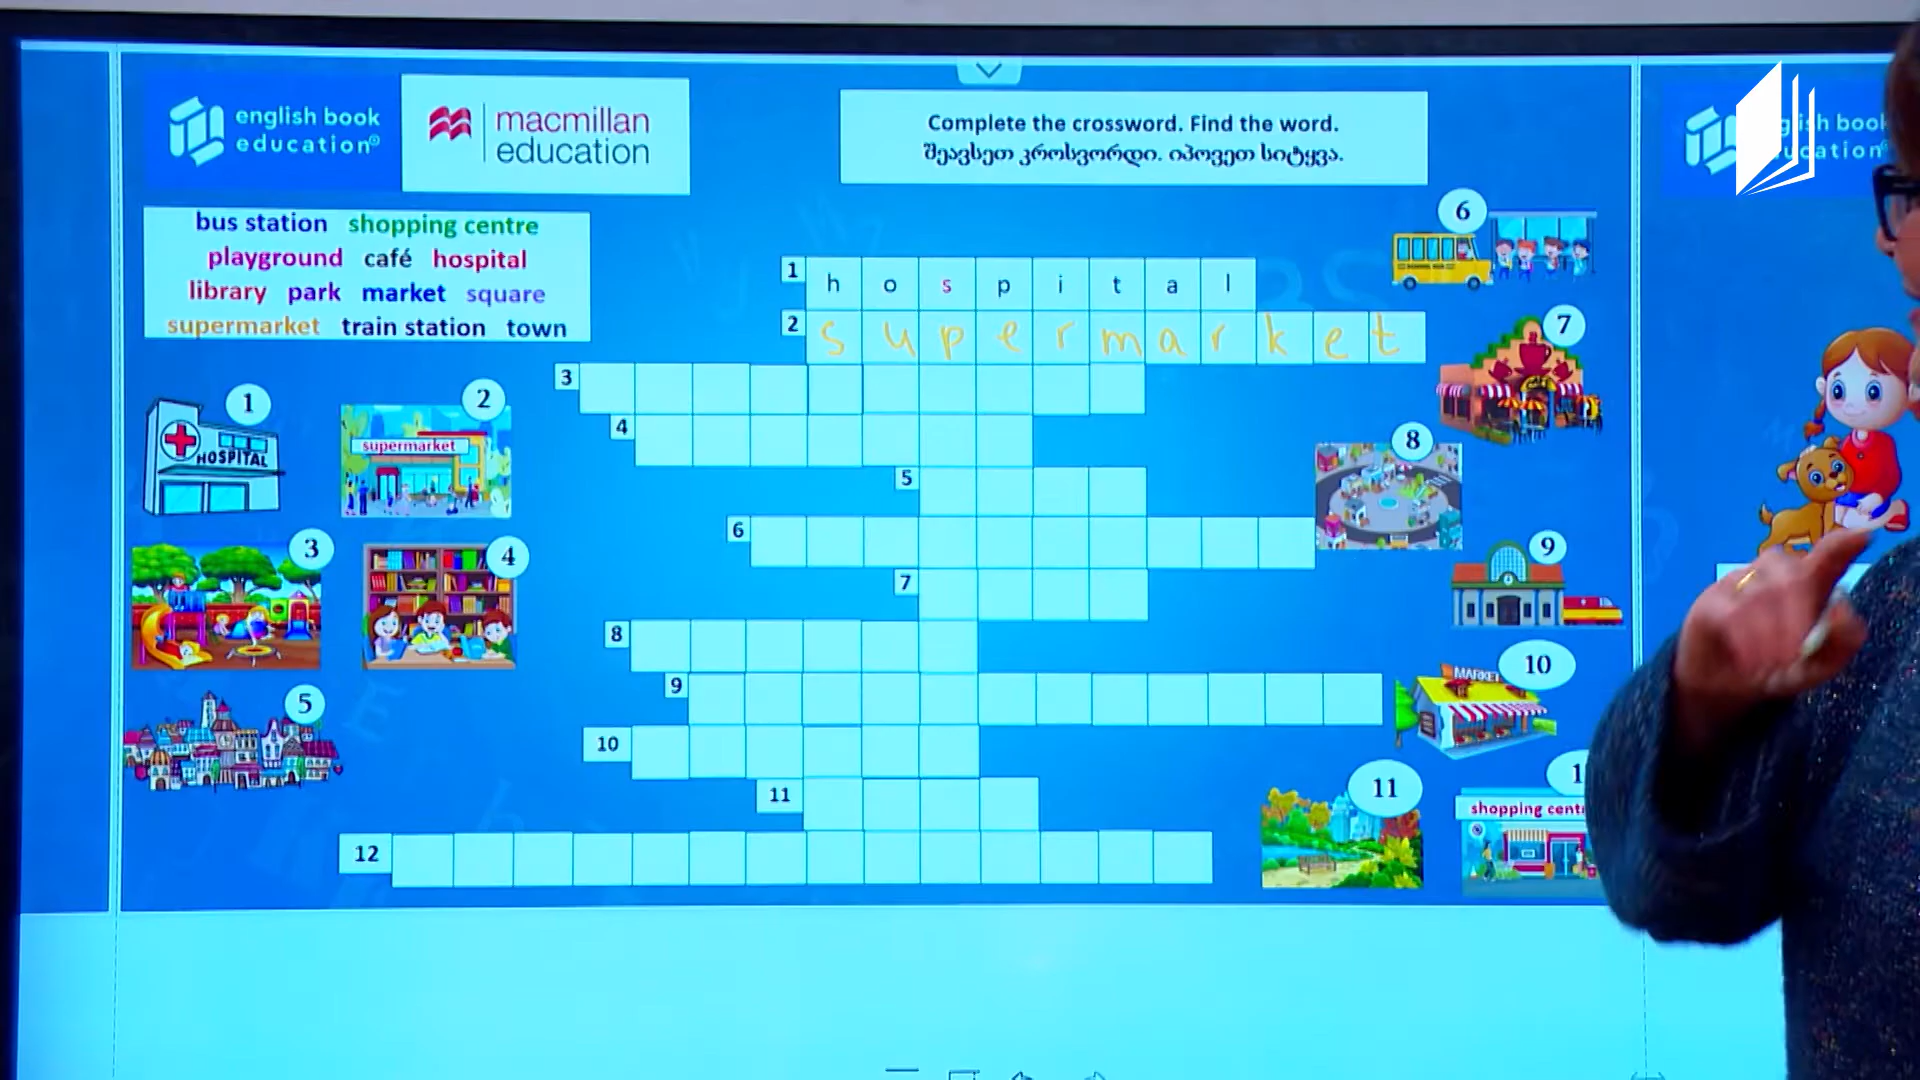 english book
education®
macmillan
education
Complete the crossword. Find the word.
შეავსეთ კროსვორდი. იპოვეთ სიტყვა.
bus station shopping centre
playground café hospital
library park market square
supermarket train station town
1 h o s p i t a l
2 s u p e r m a r k e t
3
4
5
6
7
8
9
10
11
12
1
HOSPITAL
2
supermarket
3
4
5
6
7
8
9
10
MARKET
11